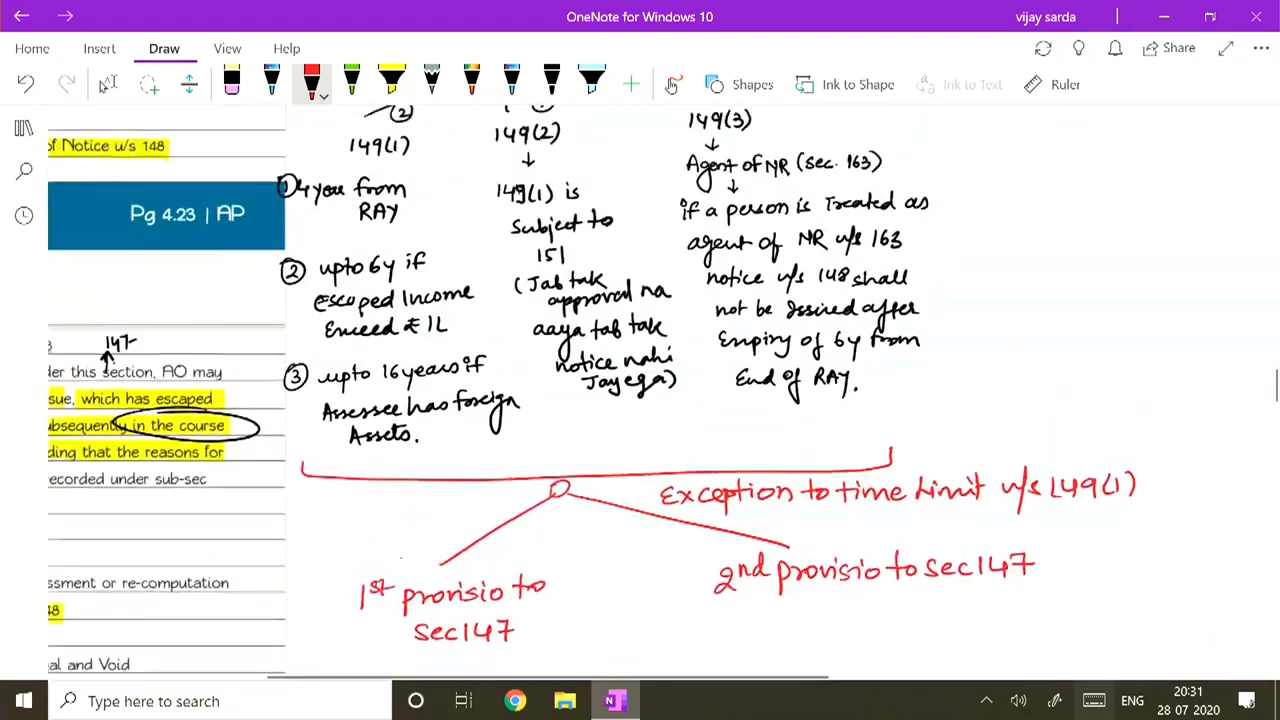 OneNote for Windows 10
vijay sarda
Home Insert Draw View Help
Share
Shapes
Ink to Shape
Ink to Text
Ruler
of Notice u/s 148
Pg 4.23 | AP
147
der this section, AO may
sue, which has escaped
ubsequently in the course
ding that the reasons for
ecorded under sub-sec
ssment or re-computation
48
al and Void
149(1)
① 4 year from
RAY
② upto 6y if
Escaped Income
Exceed ₹ 1L
③ upto 16 years if
Assessee has foreign
Assets.
149(2)
↓
149(1) is
Subject to
151
(Jab tak
approval na
aaya tab tak
notice nahi
Jayega)
149(3)
↓
Agent of NR (sec. 163)
↓
if a person is Treated as
agent of NR u/s 163
notice u/s 148 shall
not be Issued after
Expiry of 6y from
End of RAY.
Exception to time Limit u/s 149(1)
1st provisio to
sec 147
2nd provisio to sec 147
Type here to search
ENG
20:31
28-07-2020